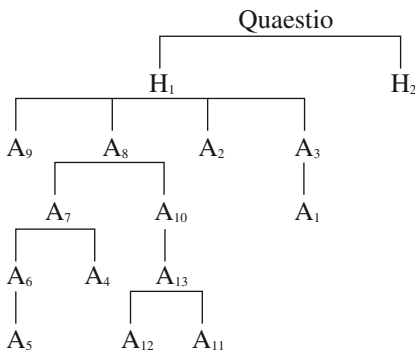 Quaestio
H₁ H₂
A₉ A₈ A₂ A₃
A₇ A₁₀ A₁
A₆ A₄ A₁₃
A₅ A₁₂ A₁₁